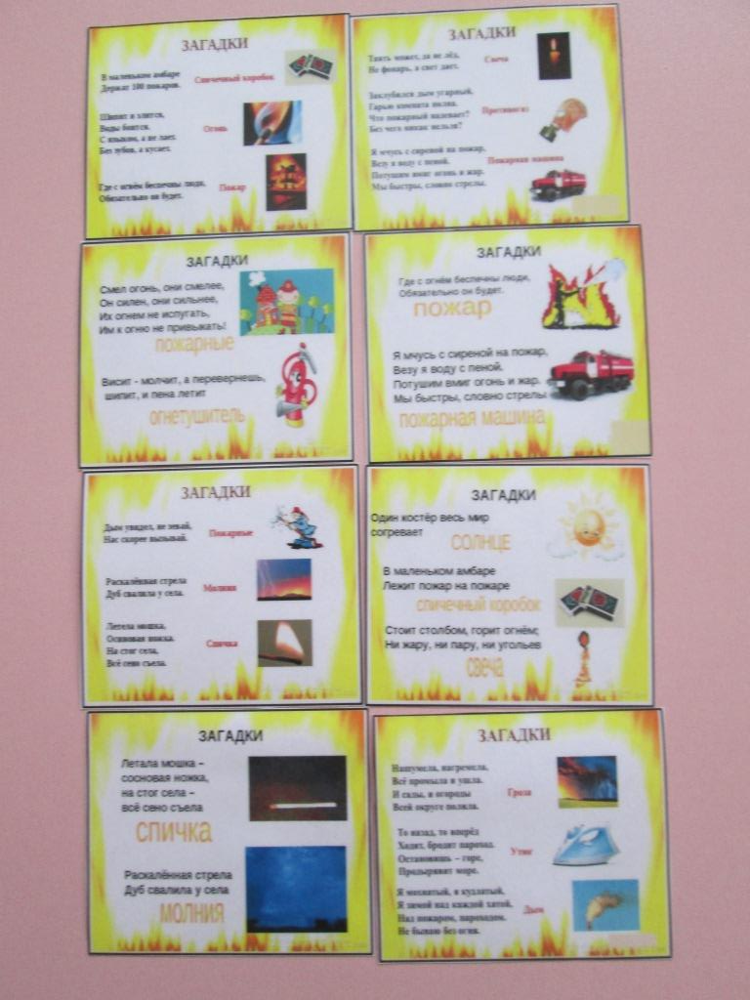 ЗАГАДКИ
В маленьком амбаре
Держат 100 пожаров.
Спичечный коробок
Шипит и злится,
Воды боится.
С языком, а не лает.
Без зубов, а кусает.
Огонь
Где с огнём беспечны люди,
Обязательно он будет.
Пожар
ЗАГАДКИ
Таять может, да не лёд,
Не фонарь, а свет дает.
Свеча
Заклубился дым угарный,
Гарью комната полна.
Что пожарный надевает?
Без чего никак нельзя?
Противогаз
Я мчусь с сиреной на пожар,
Везу я воду с пеной.
Потушим вмиг огонь и жар.
Мы быстры, словно стрелы.
Пожарная машина
ЗАГАДКИ
Смел огонь, они смелее,
Он силен, они сильнее,
Их огнем не испугать,
Им к огню не привыкать!
пожарные
Висит - молчит, а перевернешь,
шипит, и пена летит
огнетушитель
ЗАГАДКИ
Где с огнём беспечны люди,
Обязательно он будет.
пожар
Я мчусь с сиреной на пожар,
Везу я воду с пеной.
Потушим вмиг огонь и жар.
Мы быстры, словно стрелы
пожарная машина
ЗАГАДКИ
Дым увидел, не зевай,
Нас скорее вызывай.
Пожарные
Раскалённая стрела
Дуб свалила у села.
Молния
Летела мошка,
Осиновая ножка.
На стог села,
Всё сено съела.
Спичка
ЗАГАДКИ
Один костёр весь мир
согревает
СОЛНЦЕ
В маленьком амбаре
Лежит пожар на пожаре
спичечный коробок
Стоит столбом, горит огнём;
Ни жару, ни пару, ни угольев
свеча
ЗАГАДКИ
Летала мошка –
сосновая ножка,
на стог села –
всё сено съела
спичка
Раскалённая стрела
Дуб свалила у села
МОЛНИЯ
ЗАГАДКИ
Нашумела, нагремела,
Всё промыла и ушла.
И сады, и огороды
Всей округе полила.
Гроза
То назад, то вперёд
Ходит, бродит пароход.
Остановишь – горе,
Продырявит море.
Утюг
Я мохнатый, я кудлатый,
Я зимой над каждой хатой,
Над пожаром, пароходом.
Не бываю без огня.
Дым